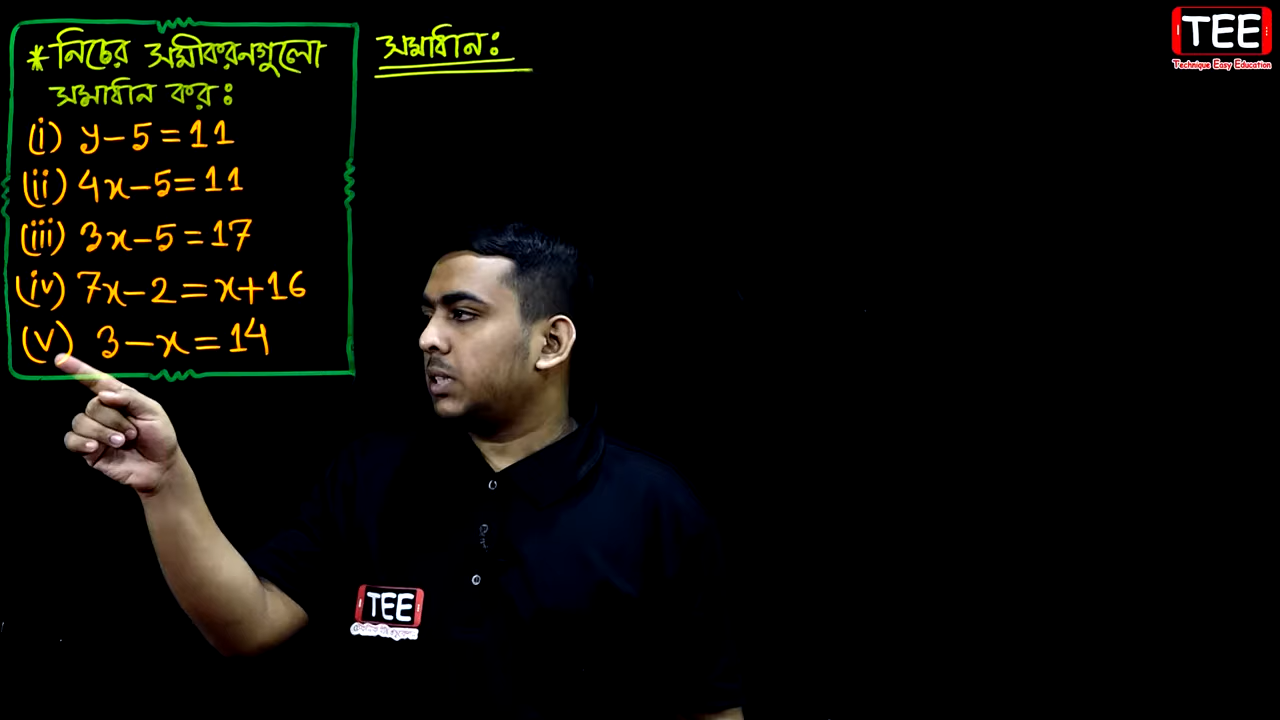 * নিচের সমীকরনগুলো
সমাধান কর:
(i) y-5=11
(ii) 4x-5=11
(iii) 3x-5=17
(iv) 7x-2=x+16
(v) 3-x=14
সমাধান:
TEE
Technique Easy Education
TEE